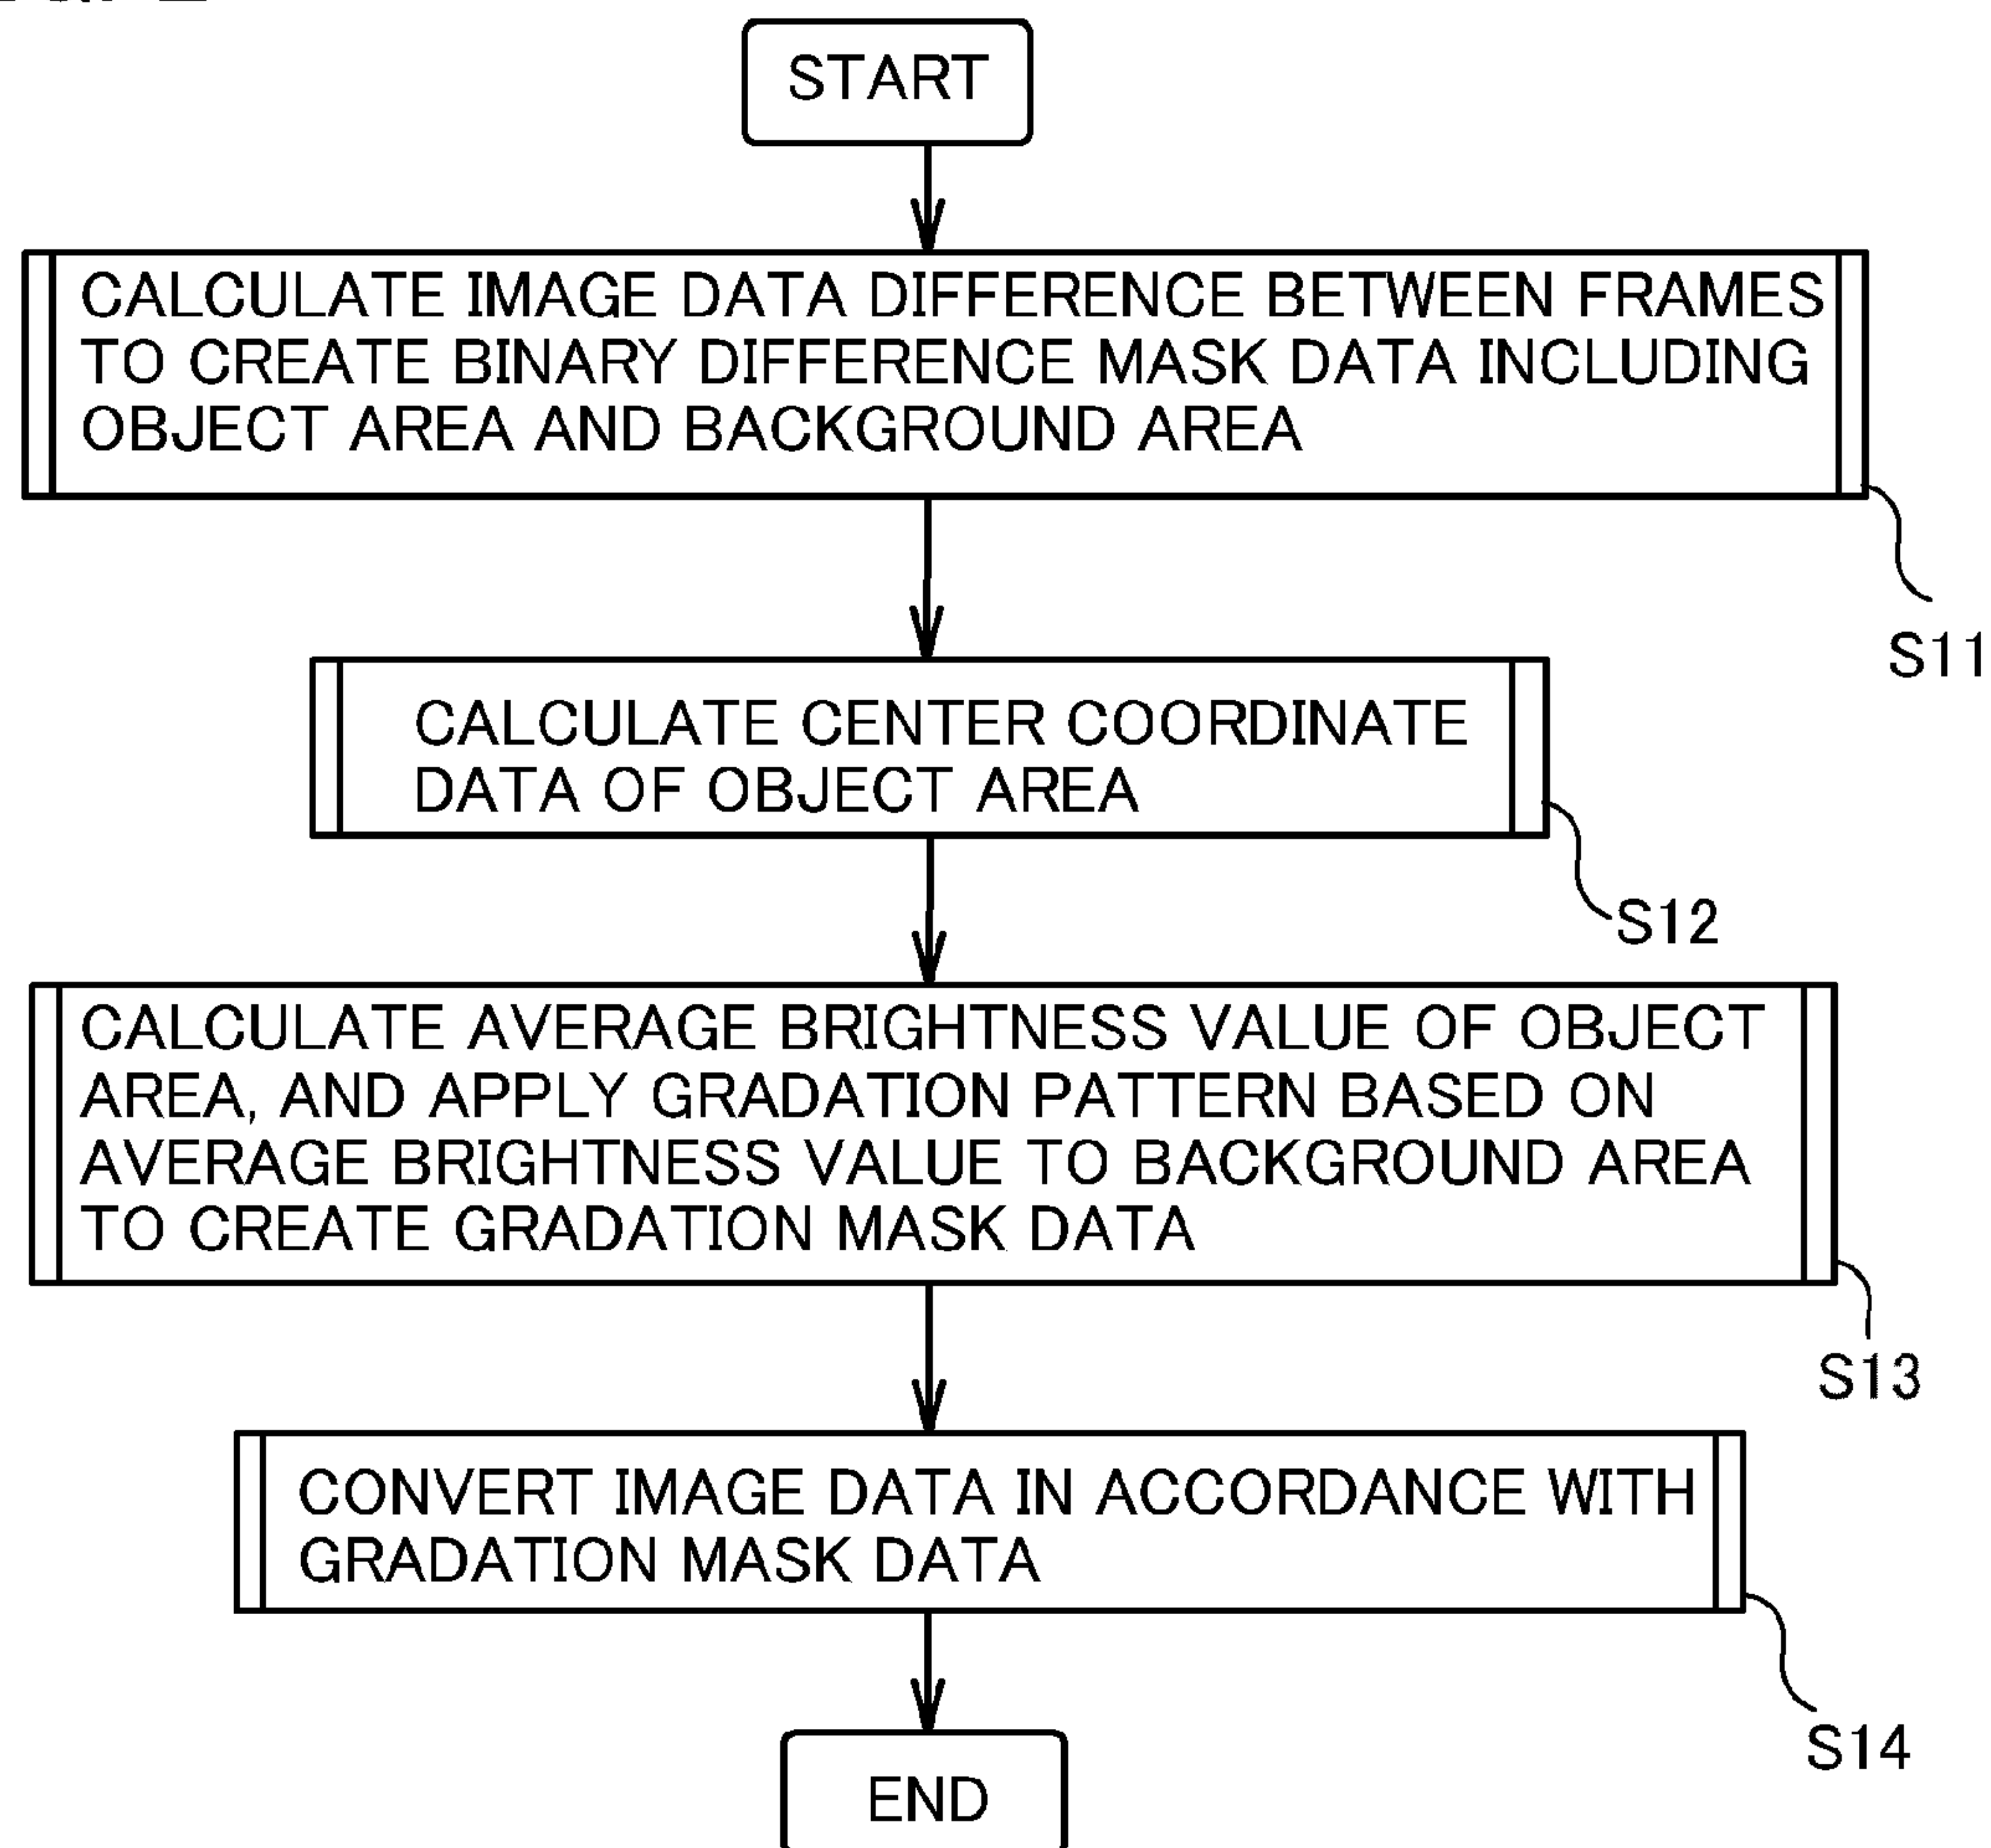 START
CALCULATE IMAGE DATA DIFFERENCE BETWEEN FRAMES
TO CREATE BINARY DIFFERENCE MASK DATA INCLUDING
OBJECT AREA AND BACKGROUND AREA
S11
CALCULATE CENTER COORDINATE
DATA OF OBJECT AREA
S12
CALCULATE AVERAGE BRIGHTNESS VALUE OF OBJECT
AREA, AND APPLY GRADATION PATTERN BASED ON
AVERAGE BRIGHTNESS VALUE TO BACKGROUND AREA
TO CREATE GRADATION MASK DATA
S13
CONVERT IMAGE DATA IN ACCORDANCE WITH
GRADATION MASK DATA
S14
END